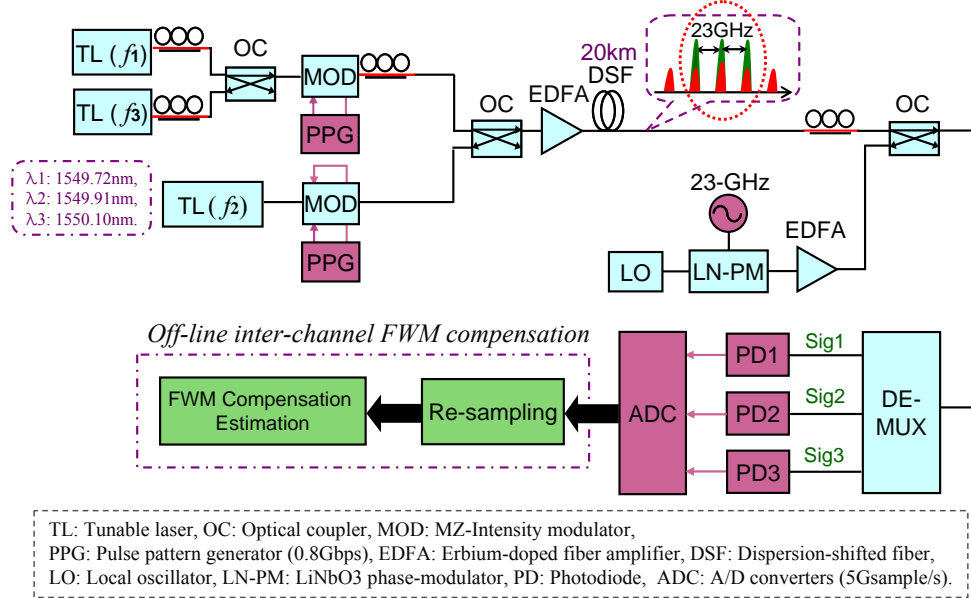 TL (f1)
OC
MOD
TL (f3)
PPG
λ1: 1549.72nm,
λ2: 1549.91nm,
λ3: 1550.10nm.
TL (f2)
MOD
PPG
OC
EDFA
20km
DSF
23GHz
OC
23-GHz
EDFA
LO
LN-PM
Off-line inter-channel FWM compensation
FWM Compensation
Estimation
Re-sampling
ADC
PD1
PD2
PD3
Sig1
Sig2
Sig3
DE-
MUX
TL: Tunable laser, OC: Optical coupler, MOD: MZ-Intensity modulator,
PPG: Pulse pattern generator (0.8Gbps), EDFA: Erbium-doped fiber amplifier, DSF: Dispersion-shifted fiber,
LO: Local oscillator, LN-PM: LiNbO3 phase-modulator, PD: Photodiode, ADC: A/D converters (5Gsample/s).